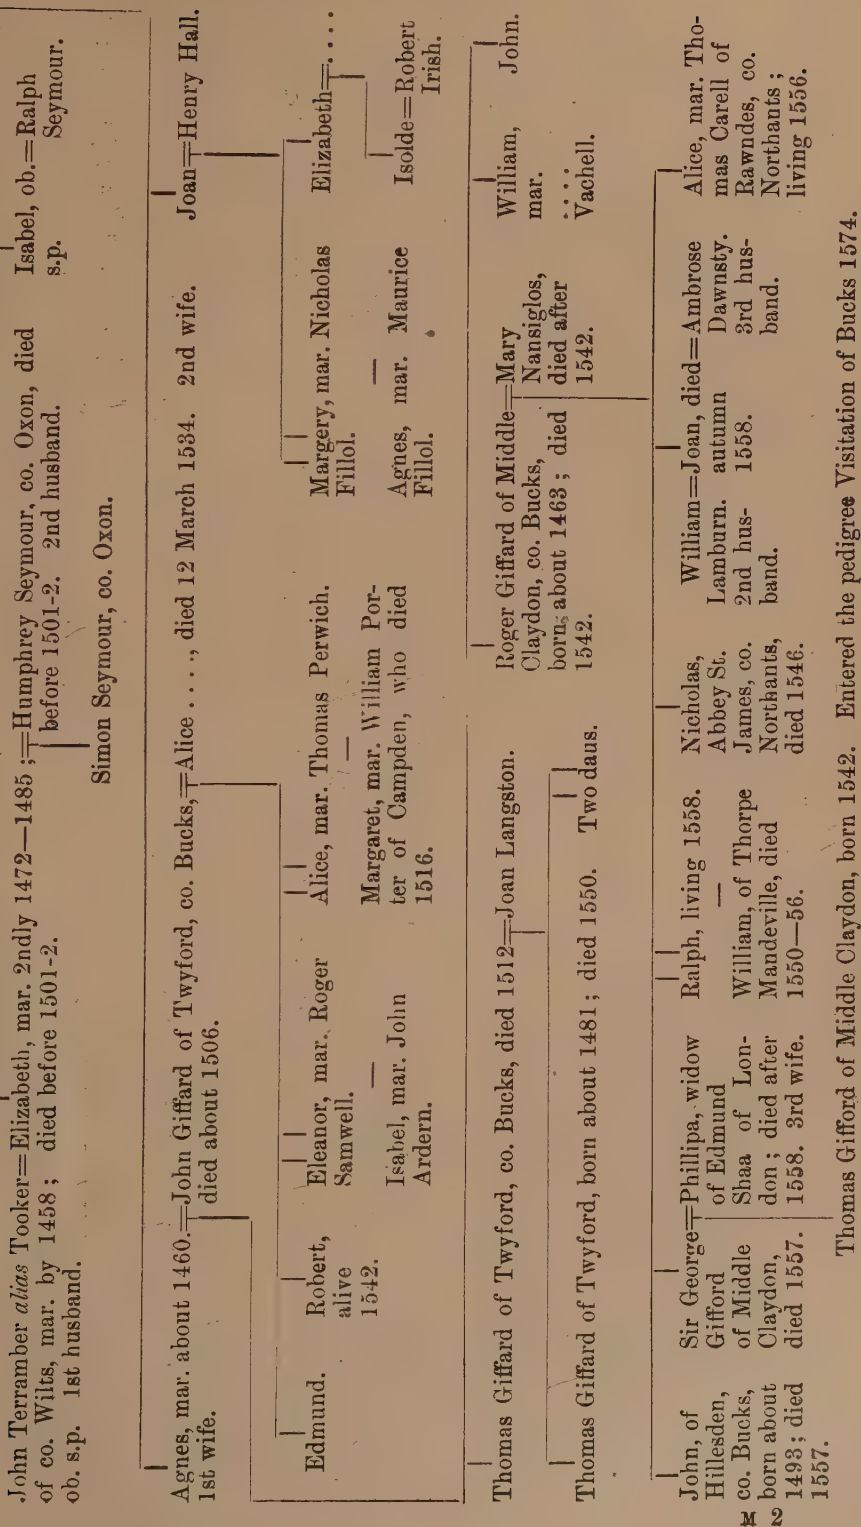 John Terramber alias Tooker=Elizabeth, mar. 2ndly 1472—1485;=Humphrey Seymour, co. Oxon, died
of co. Wilts, mar. by 1458; died before 1501-2.
before 1501-2. 2nd husband.
ob. s.p. 1st husband.
Isabel, ob.=Ralph
s.p. Seymour.
Simon Seymour, co. Oxon.
Agnes, mar. about 1460.=John Giffard of Twyford, co. Bucks,=Alice . . . ., died 12 March 1534. 2nd wife.
1st wife. died about 1506.
Joan=Henry Hall.
Edmund.
Robert,
alive
1542.
Eleanor, mar. Roger
Samwell.
—
Isabel, mar. John
Ardern.
Alice, mar. Thomas Perwich.
—
Margaret, mar. William Por-
ter of Campden, who died
1516.
Margery, mar. Nicholas
Fillol.
—
Agnes, mar. Maurice
Fillol.
Elizabeth=. . . .
Isolde=Robert
Irish.
Thomas Giffard of Twyford, co. Bucks, died 1512=Joan Langston.
Roger Giffard of Middle=Mary
Claydon, co. Bucks, Nansiglos,
born about 1463; died died after
1542. 1542.
William,
mar.
. . . .
Vachell.
John.
Thomas Giffard of Twyford, born about 1481; died 1550.
Two daus.
John, of
Hillesden,
co. Bucks,
born about
1493; died
1557.
Sir George=Phillipa, widow
Gifford of Edmund
of Middle Shaa of Lon-
Claydon, don; died after
died 1557. 1558. 3rd wife.
Ralph, living 1558.
—
William, of Thorpe
Mandeville, died
1550—56.
Nicholas,
Abbey St.
James, co.
Northants,
died 1546.
William=Joan, died=Ambrose
Lamburn. autumn Dawnsty.
2nd hus- 1558. 3rd hus-
band. band.
Alice, mar. Tho-
mas Carell of
Rawndes, co.
Northants;
living 1556.
Thomas Gifford of Middle Claydon, born 1542. Entered the pedigree Visitation of Bucks 1574.
M 2